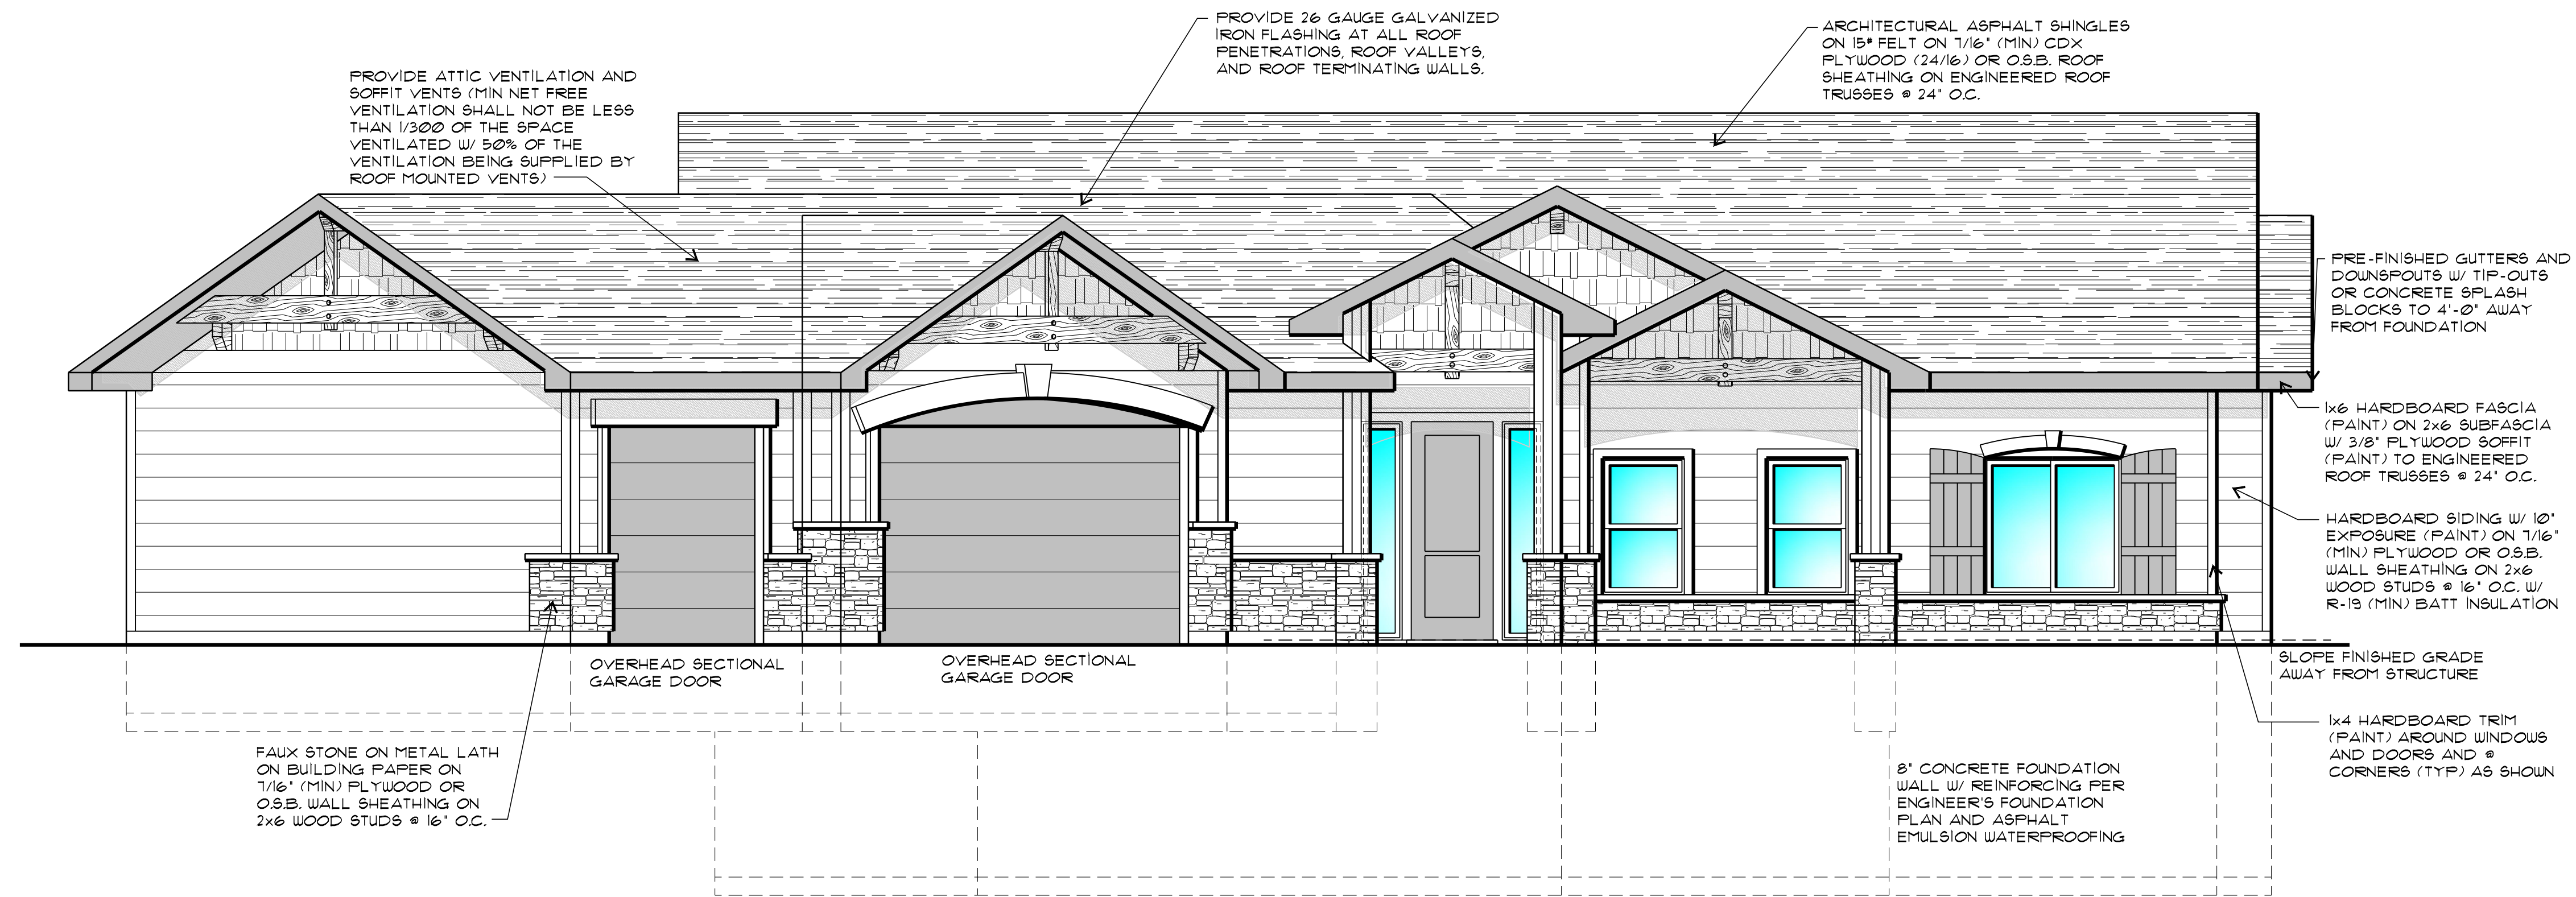 PROVIDE 26 GAUGE GALVANIZED
IRON FLASHING AT ALL ROOF
PENETRATIONS, ROOF VALLEYS,
AND ROOF TERMINATING WALLS.
ARCHITECTURAL ASPHALT SHINGLES
ON 15# FELT ON 7/16" (MIN) CDX
PLYWOOD (24/16) OR O.S.B. ROOF
SHEATHING ON ENGINEERED ROOF
TRUSSES @ 24" O.C.
PROVIDE ATTIC VENTILATION AND
SOFFIT VENTS (MIN NET FREE
VENTILATION SHALL NOT BE LESS
THAN 1/300 OF THE SPACE
VENTILATED W/ 50% OF THE
VENTILATION BEING SUPPLIED BY
ROOF MOUNTED VENTS)
PRE-FINISHED GUTTERS AND
DOWNSPOUTS W/ TIP-OUTS
OR CONCRETE SPLASH
BLOCKS TO 4'-0" AWAY
FROM FOUNDATION
1x6 HARDBOARD FASCIA
(PAINT) ON 2x6 SUBFASCIA
W/ 3/8" PLYWOOD SOFFIT
(PAINT) TO ENGINEERED
ROOF TRUSSES @ 24" O.C.
HARDBOARD SIDING W/ 10"
EXPOSURE (PAINT) ON 7/16"
(MIN) PLYWOOD OR O.S.B.
WALL SHEATHING ON 2x6
WOOD STUDS @ 16" O.C. W/
R-19 (MIN) BATT INSULATION
OVERHEAD SECTIONAL
GARAGE DOOR
OVERHEAD SECTIONAL
GARAGE DOOR
SLOPE FINISHED GRADE
AWAY FROM STRUCTURE
1x4 HARDBOARD TRIM
(PAINT) AROUND WINDOWS
AND DOORS AND @
CORNERS (TYP) AS SHOWN
FAUX STONE ON METAL LATH
ON BUILDING PAPER ON
7/16" (MIN) PLYWOOD OR
O.S.B. WALL SHEATHING ON
2x6 WOOD STUDS @ 16" O.C.
8" CONCRETE FOUNDATION
WALL W/ REINFORCING PER
ENGINEER'S FOUNDATION
PLAN AND ASPHALT
EMULSION WATERPROOFING